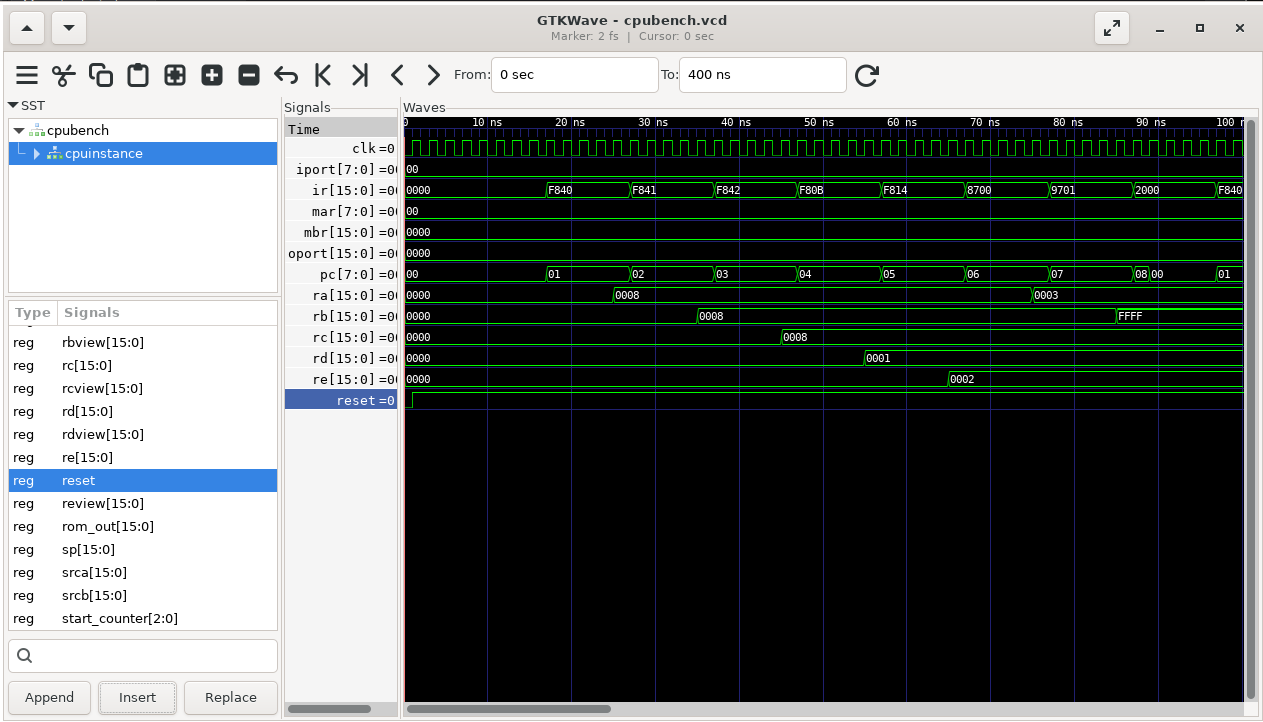 GTKWave - cpubench.vcd
Marker: 2 fs | Cursor: 0 sec
From: 0 sec To: 400 ns
SST
cpubench
cpuinstance
Type Signals
reg rbview[15:0]
reg rc[15:0]
reg rcview[15:0]
reg rd[15:0]
reg rdview[15:0]
reg re[15:0]
reg reset
reg review[15:0]
reg rom_out[15:0]
reg sp[15:0]
reg srca[15:0]
reg srcb[15:0]
reg start_counter[2:0]
Append Insert Replace
Signals
Time
clk =0
iport[7:0] =00
ir[15:0] =00
mar[7:0] =00
mbr[15:0] =00
oport[15:0] =00
pc[7:0] =00
ra[15:0] =00
rb[15:0] =00
rc[15:0] =00
rd[15:0] =00
re[15:0] =00
reset =0
Waves
0 10 ns 20 ns 30 ns 40 ns 50 ns 60 ns 70 ns 80 ns 90 ns 100 n
00
0000 F840 F841 F842 F80B F814 8700 9701 2000 F840
00
0000
0000
00 01 02 03 04 05 06 07 08 00 01
0000 0008 0003
0000 0008 FFFF
0000 0008
0000 0001
0000 0002